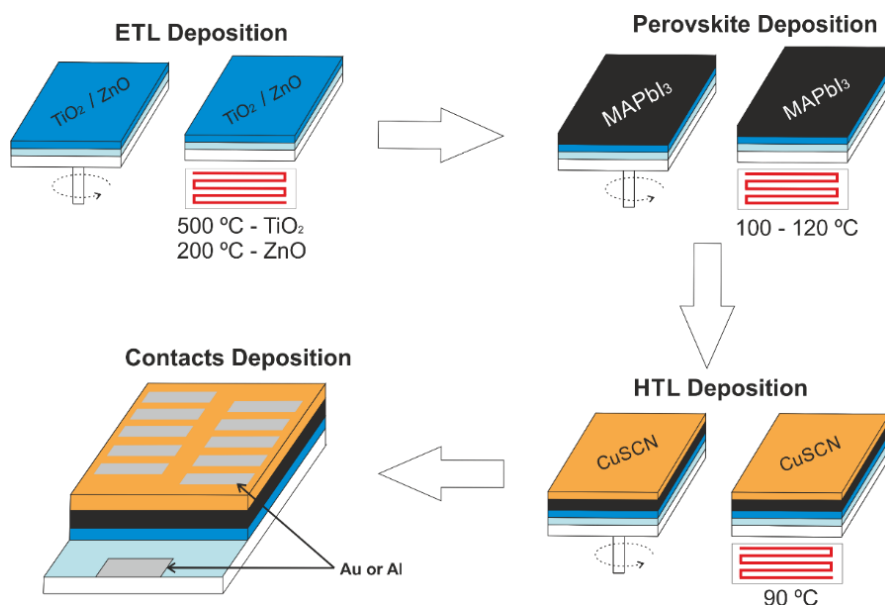 ETL Deposition
TiO₂ / ZnO
TiO₂ / ZnO
500 ºC - TiO₂
200 ºC - ZnO
Perovskite Deposition
MAPbI₃
MAPbI₃
100 - 120 ºC
HTL Deposition
CuSCN
CuSCN
90 ºC
Contacts Deposition
Au or Al